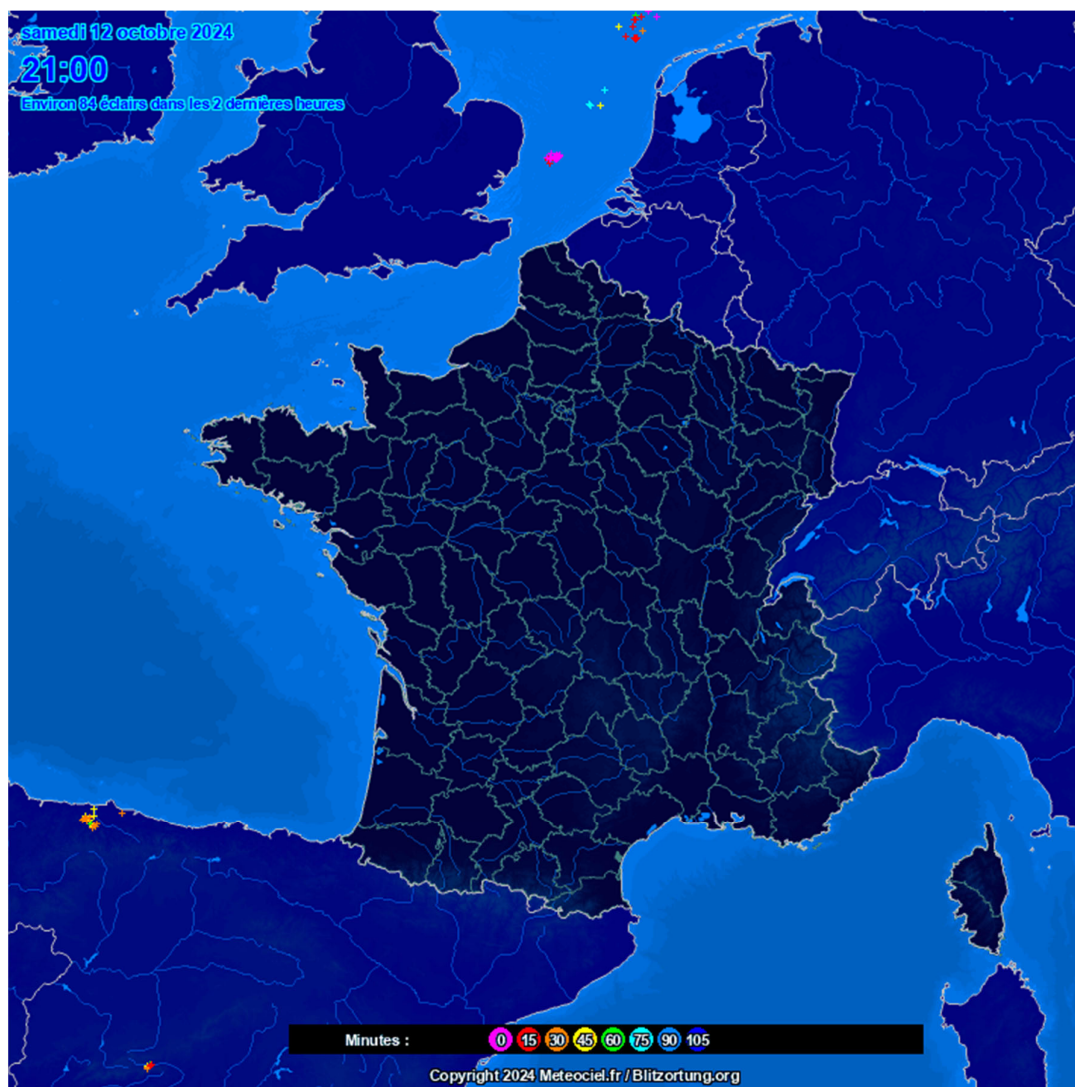 samedi 12 octobre 2024
21:00
Environ 84 éclairs dans les 2 dernières heures
Minutes : 0 15 30 45 60 75 90 105
Copyright 2024 Meteociel.fr / Blitzortung.org